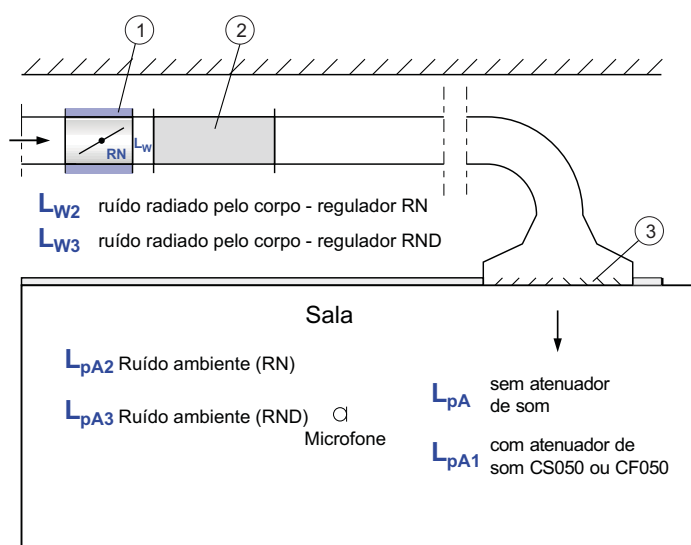 1
2
RN
LW
LW2 ruído radiado pelo corpo - regulador RN
LW3 ruído radiado pelo corpo - regulador RND
3
Sala
LpA2 Ruído ambiente (RN)
LpA3 Ruído ambiente (RND)
Microfone
LpA sem atenuador
de som
LpA1 com atenuador de
som CS050 ou CF050